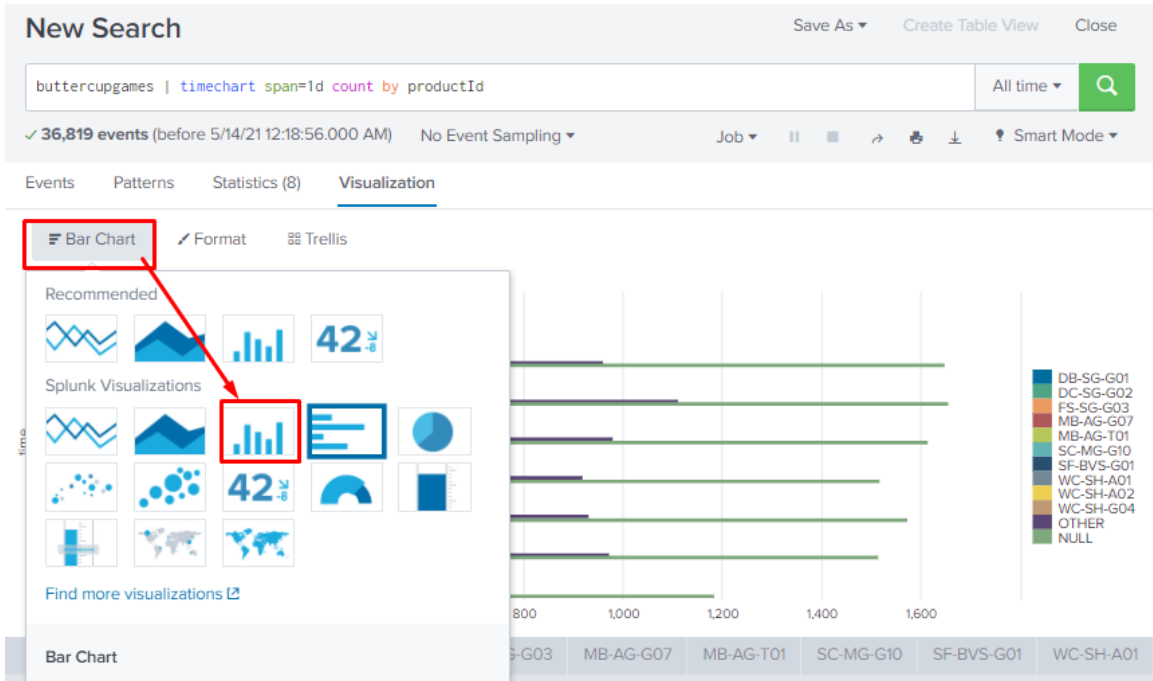 New Search
Save As ▾ Create Table View Close
buttercupgames | timechart span=1d count by productId
All time ▾
✓ 36,819 events (before 5/14/21 12:18:56.000 AM) No Event Sampling ▾ Job ▾ Smart Mode ▾
Events Patterns Statistics (8) Visualization
Bar Chart Format Trellis
Recommended
42 -8
Splunk Visualizations
42 -8
Find more visualizations
Bar Chart
time
DB-SG-G01
DC-SG-G02
FS-SG-G03
MB-AG-G07
MB-AG-T01
SC-MG-G10
SF-BVS-G01
WC-SH-A01
WC-SH-A02
WC-SH-G04
OTHER
NULL
800 1,000 1,200 1,400 1,600
G-G03 MB-AG-G07 MB-AG-T01 SC-MG-G10 SF-BVS-G01 WC-SH-A01